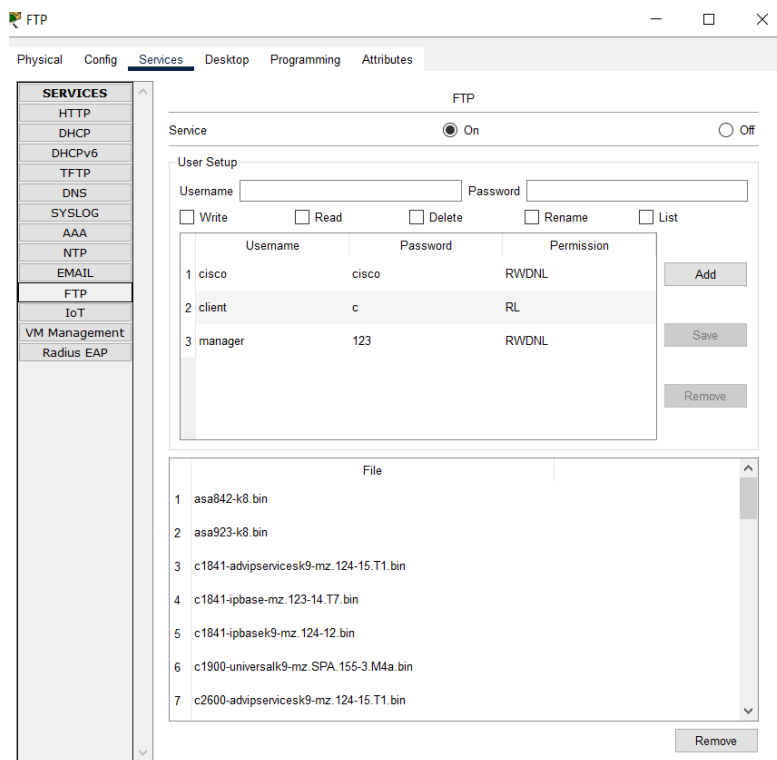 FTP
Physical Config Services Desktop Programming Attributes
SERVICES
HTTP
DHCP
DHCPv6
TFTP
DNS
SYSLOG
AAA
NTP
EMAIL
FTP
IoT
VM Management
Radius EAP
FTP
Service On Off
User Setup
Username Password
Write Read Delete Rename List
Username Password Permission
1 cisco cisco RWDNL
2 client c RL
3 manager 123 RWDNL
Add
Save
Remove
File
1 asa842-k8.bin
2 asa923-k8.bin
3 c1841-advipservicesk9-mz.124-15.T1.bin
4 c1841-ipbase-mz.123-14.T7.bin
5 c1841-ipbasek9-mz.124-12.bin
6 c1900-universalk9-mz.SPA.155-3.M4a.bin
7 c2600-advipservicesk9-mz.124-15.T1.bin
Remove